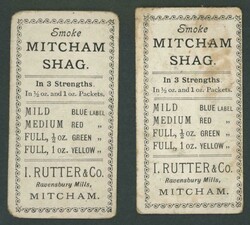 Smoke
MITCHAM
SHAG.
In 3 Strengths.
In ½ oz. and 1 oz. Packets.
MILD BLUE LABEL
MEDIUM RED "
FULL, ½ oz. GREEN "
FULL, 1 oz. YELLOW "
I. RUTTER & Co.
Ravensbury Mills,
MITCHAM.
Smoke
MITCHAM
SHAG.
In 3 Strengths.
In ½ oz. and 1 oz. Packets.
MILD BLUE LABEL
MEDIUM RED "
FULL, ½ oz. GREEN "
FULL, 1 oz. YELLOW "
I. RUTTER & Co.
Ravensbury Mills,
MITCHAM.